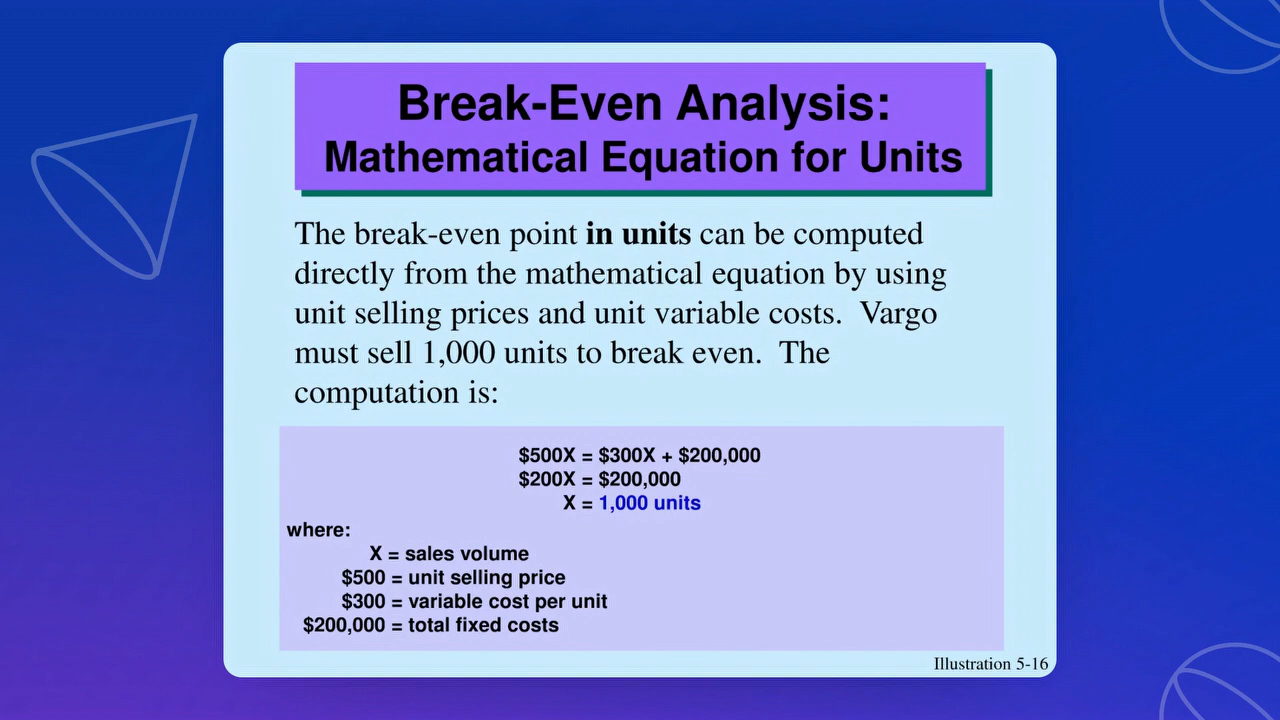 Break-Even Analysis:
Mathematical Equation for Units
The break-even point in units can be computed
directly from the mathematical equation by using
unit selling prices and unit variable costs.  Vargo
must sell 1,000 units to break even.  The
computation is:
$500X = $300X + $200,000
$200X = $200,000
X = 1,000 units
where:
X = sales volume
$500 = unit selling price
$300 = variable cost per unit
$200,000 = total fixed costs
Illustration 5-16